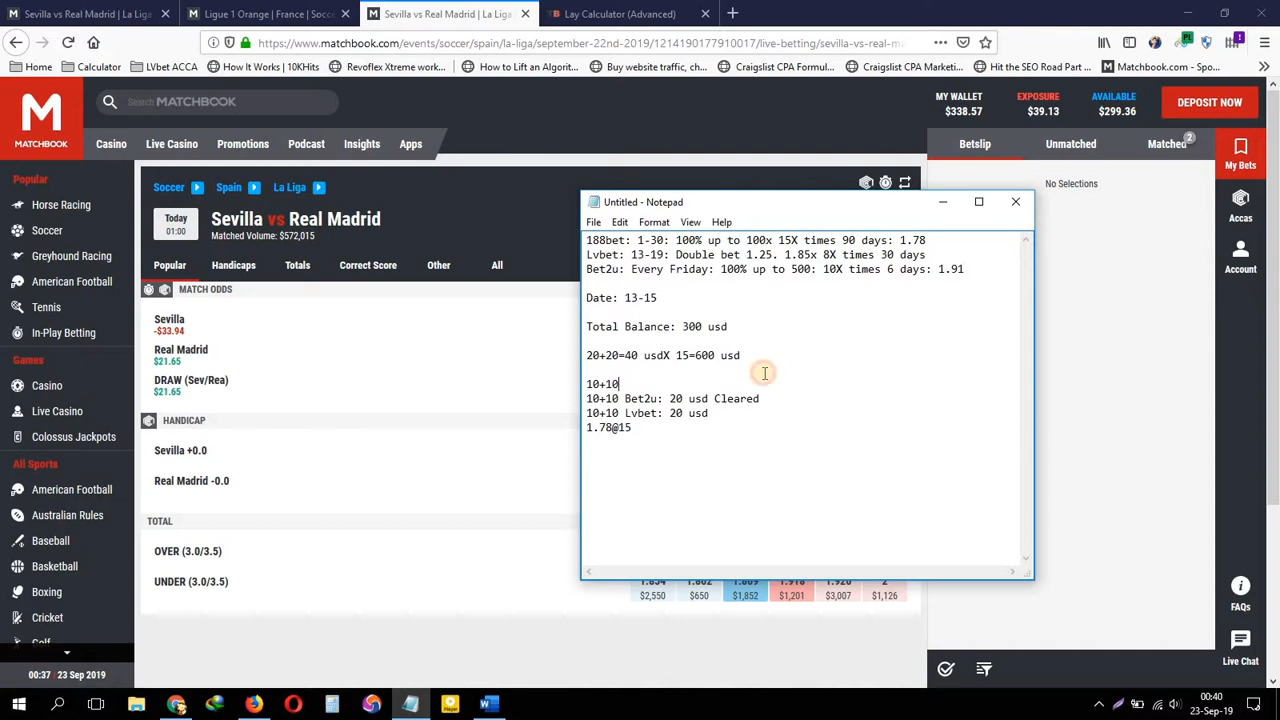 Sevilla vs Real Madrid | La Liga
Ligue 1 Orange | France | Socce
Sevilla vs Real Madrid | La Liga
TB Lay Calculator (Advanced)
https://www.matchbook.com/events/soccer/spain/la-liga/september-22nd-2019/1214190177910017/live-betting/sevilla-vs-real-m
Home Calculator LVbet ACCA How It Works | 10KHits Revoflex Xtreme work... How to Lift an Algorit... Buy website traffic, ch... Craigslist CPA Formul... Craigslist CPA Marketi... Hit the SEO Road Part ... Matchbook.com - Spo...
M
MATCHBOOK
Search MATCHBOOK
MY WALLET
$338.57
EXPOSURE
$39.13
AVAILABLE
$299.36
DEPOSIT NOW
Casino Live Casino Promotions Podcast Insights Apps
Betslip Unmatched Matched 2
No Selections
My Bets
Accas
Account
FAQs
Live Chat
Popular
Horse Racing
Soccer
Greyhound Racing
American Football
Tennis
In-Play Betting
Games
Casino
Live Casino
Colossus Jackpots
All Sports
American Football
Australian Rules
Baseball
Basketball
Boxing
Cricket
Golf
00:37 | 23 Sep 2019
Soccer Spain La Liga
Today
01:00
Sevilla vs Real Madrid
Matched Volume: $572,015
Popular Handicaps Totals Correct Score Other All
MATCH ODDS
Sevilla
-$33.94
Real Madrid
$21.65
DRAW (Sev/Rea)
$21.65
HANDICAP
Sevilla +0.0
Real Madrid -0.0
TOTAL
OVER (3.0/3.5)
UNDER (3.0/3.5)
1.854 1.862 1.869 1.918 1.926 2
$2,550 $650 $1,852 $1,201 $3,007 $1,126
Untitled - Notepad
File Edit Format View Help
188bet: 1-30: 100% up to 100x 15X times 90 days: 1.78
Lvbet: 13-19: Double bet 1.25. 1.85x 8X times 30 days
Bet2u: Every Friday: 100% up to 500: 10X times 6 days: 1.91
Date: 13-15
Total Balance: 300 usd
20+20=40 usdX 15=600 usd
10+10
10+10 Bet2u: 20 usd Cleared
10+10 Lvbet: 20 usd
1.78@15
00:40
23-Sep-19